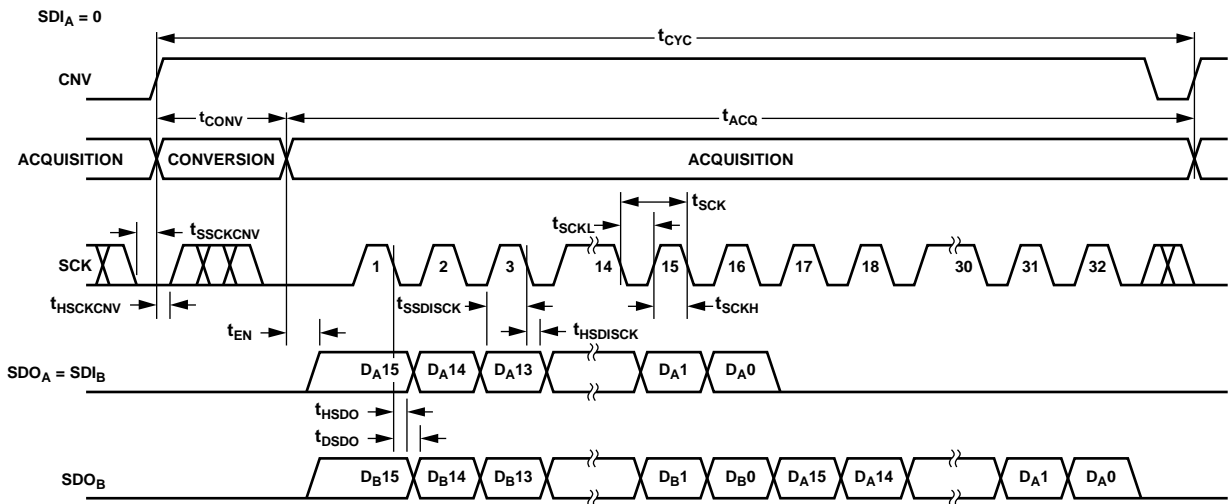 SDIA = 0
tCYC
CNV
tCONV
tACQ
ACQUISITION CONVERSION ACQUISITION
tSCK
tSSCKCNV
tSCKL
SCK 1 2 3 14 15 16 17 18 30 31 32
tHSCKCNV
tSSDISCK
tSCKH
tEN
tHSDISCK
SDOA = SDIB DA15 DA14 DA13 DA1 DA0
tHSDO
tDSDO
SDOB DB15 DB14 DB13 DB1 DB0 DA15 DA14 DA1 DA0